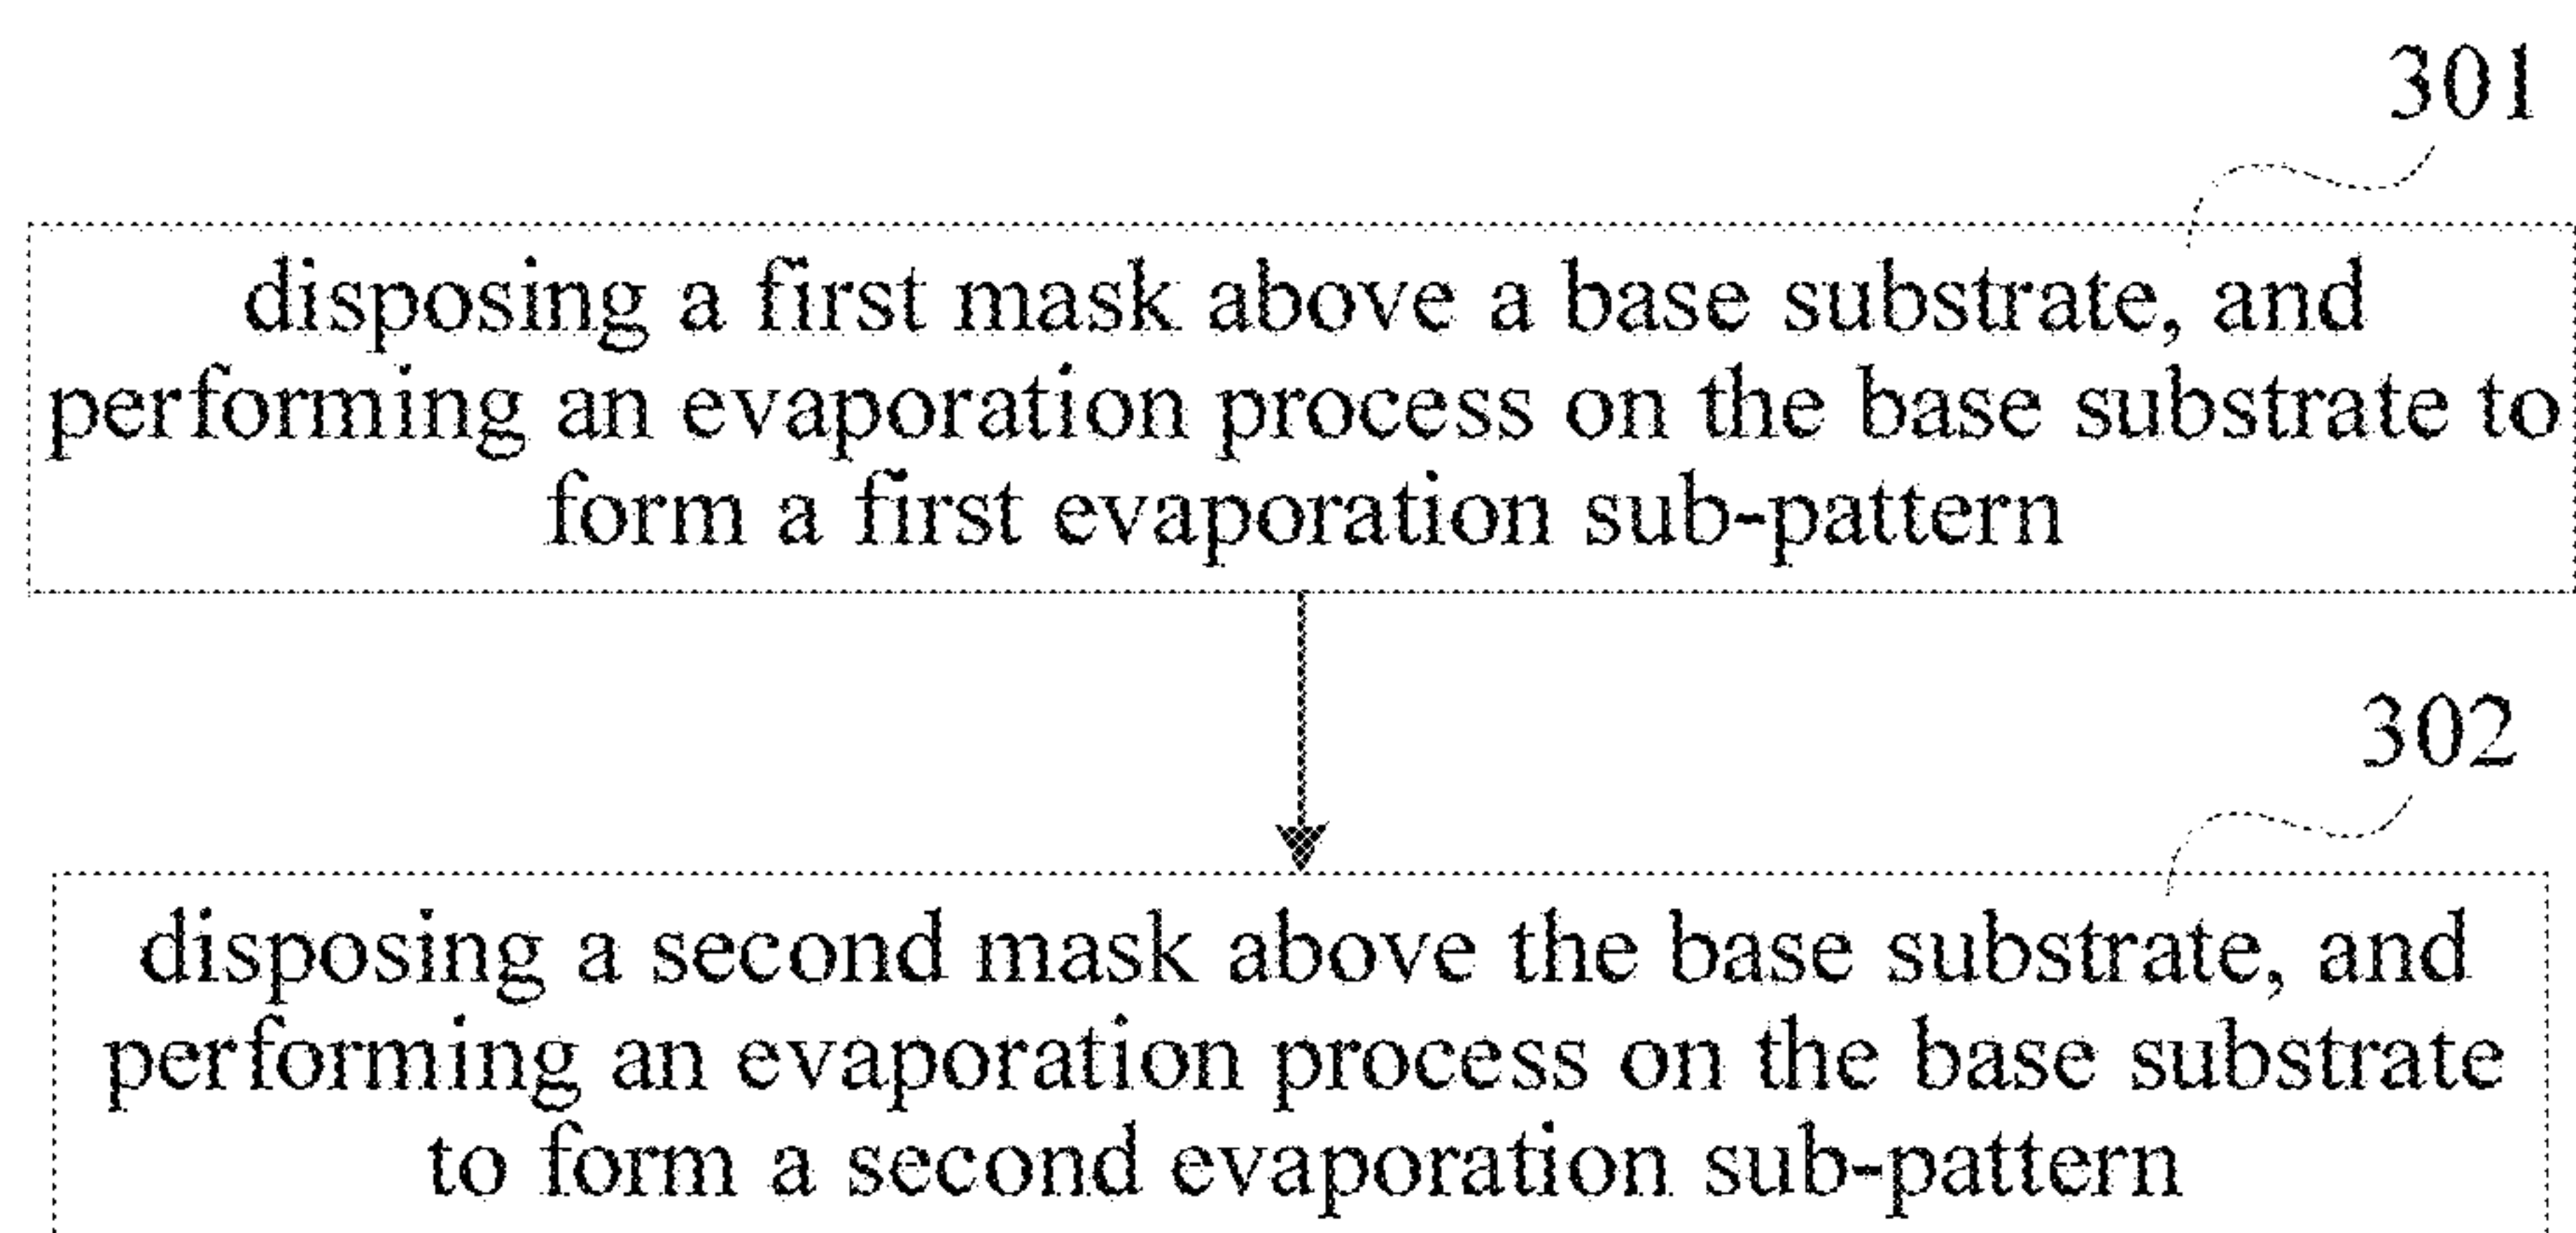 301
disposing a first mask above a base substrate, and
performing an evaporation process on the base substrate to
form a first evaporation sub-pattern
302
disposing a second mask above the base substrate, and
performing an evaporation process on the base substrate
to form a second evaporation sub-pattern